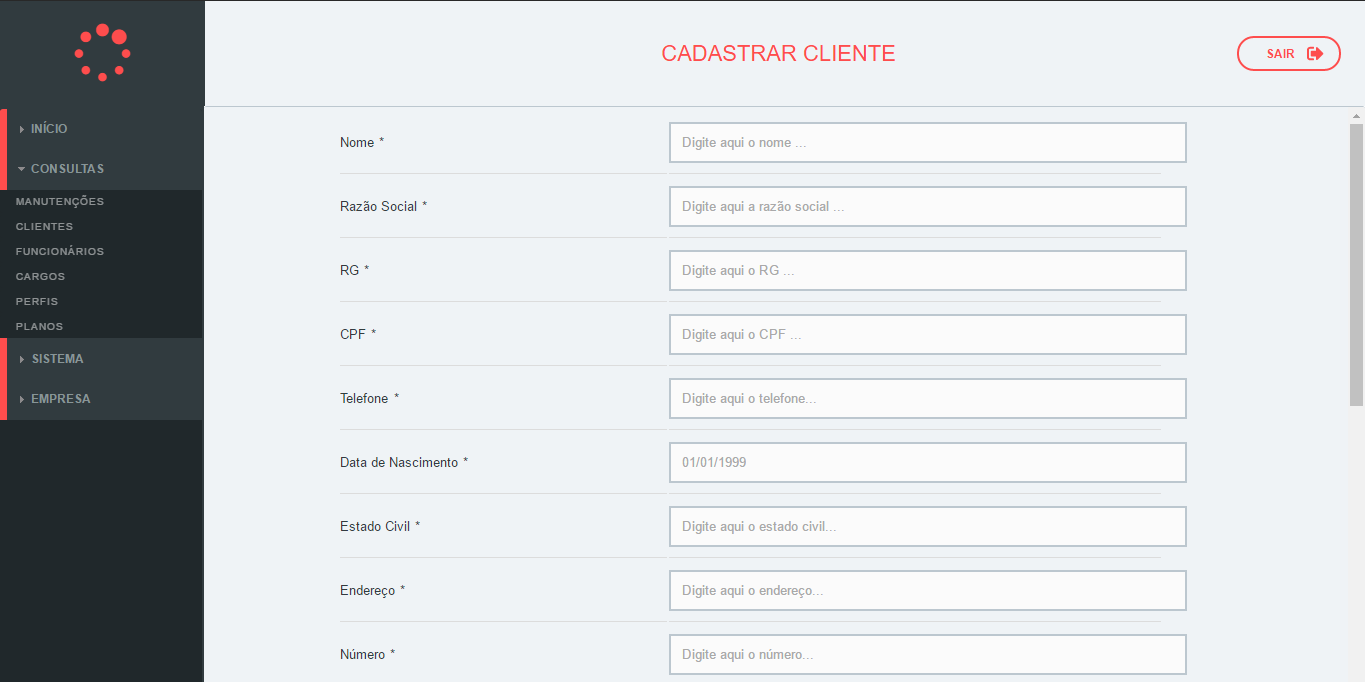 CADASTRAR CLIENTE
SAIR
INÍCIO
CONSULTAS
MANUTENÇÕES
CLIENTES
FUNCIONÁRIOS
CARGOS
PERFIS
PLANOS
SISTEMA
EMPRESA
Nome * Digite aqui o nome ...
Razão Social * Digite aqui a razão social ...
RG * Digite aqui o RG ...
CPF * Digite aqui o CPF ...
Telefone * Digite aqui o telefone...
Data de Nascimento * 01/01/1999
Estado Civil * Digite aqui o estado civil...
Endereço * Digite aqui o endereço...
Número * Digite aqui o número...